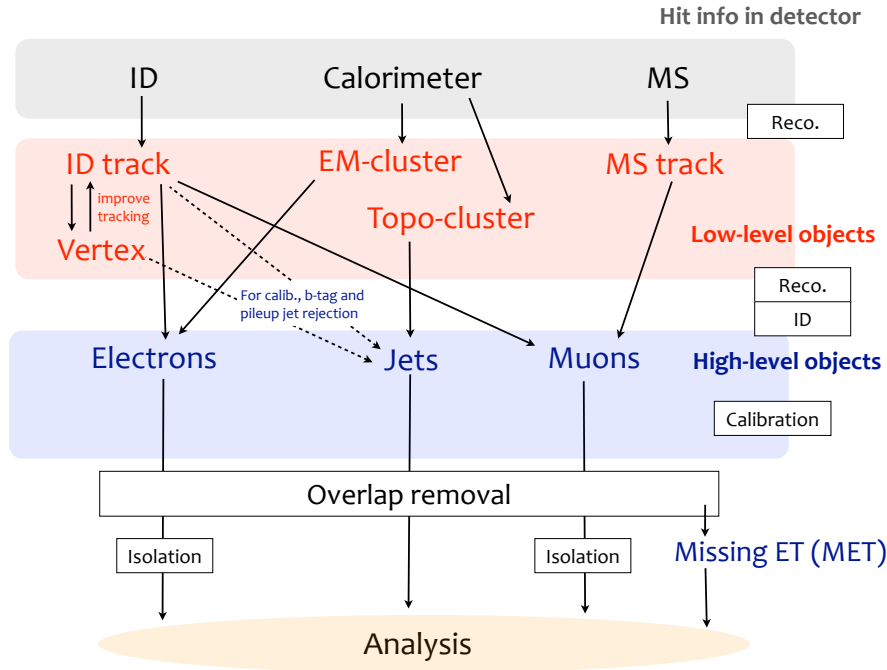 Hit info in detector
ID
Calorimeter
MS
Reco.
ID track
EM-cluster
MS track
improve
tracking
Topo-cluster
Vertex
Low-level objects
For calib., b-tag and
pileup jet rejection
Reco.
ID
Electrons
Jets
Muons
High-level objects
Calibration
Overlap removal
Isolation
Isolation
Missing ET (MET)
Analysis